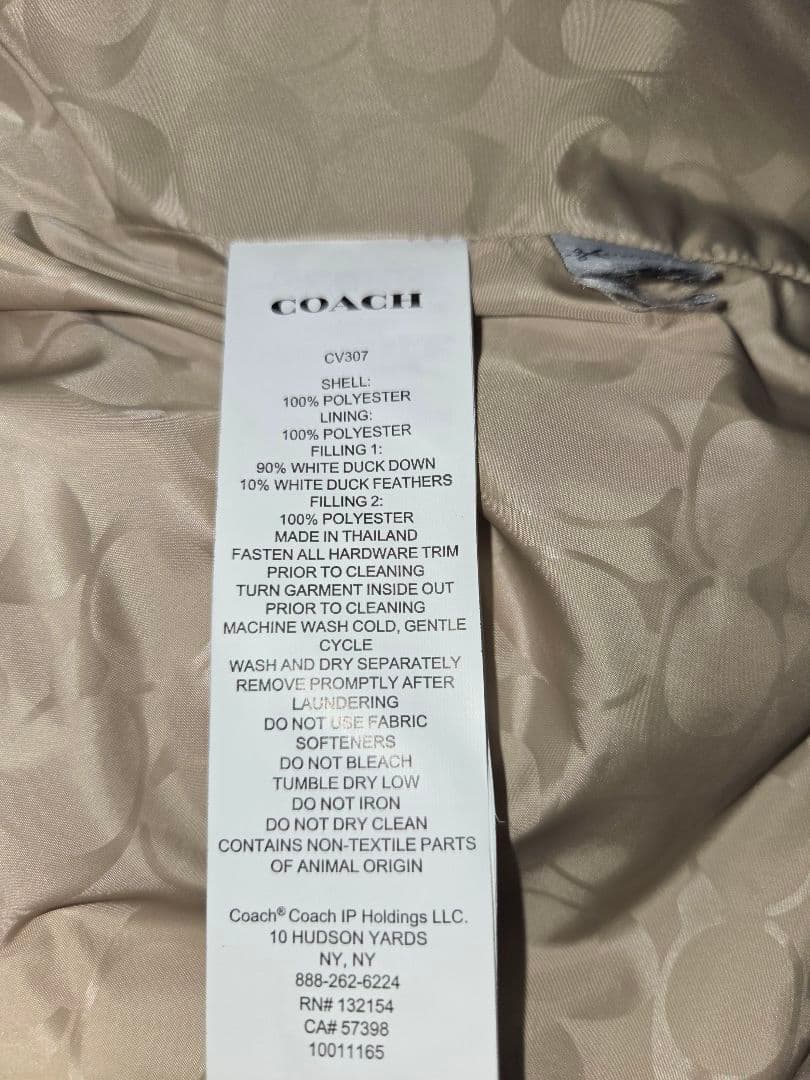 COACH
CV307
SHELL:
100% POLYESTER
LINING:
100% POLYESTER
FILLING 1:
90% WHITE DUCK DOWN
10% WHITE DUCK FEATHERS
FILLING 2:
100% POLYESTER
MADE IN THAILAND
FASTEN ALL HARDWARE TRIM
PRIOR TO CLEANING
TURN GARMENT INSIDE OUT
PRIOR TO CLEANING
MACHINE WASH COLD, GENTLE
CYCLE
WASH AND DRY SEPARATELY
REMOVE PROMPTLY AFTER
LAUNDERING
DO NOT USE FABRIC
SOFTENERS
DO NOT BLEACH
TUMBLE DRY LOW
DO NOT IRON
DO NOT DRY CLEAN
CONTAINS NON-TEXTILE PARTS
OF ANIMAL ORIGIN
Coach® Coach IP Holdings LLC.
10 HUDSON YARDS
NY, NY
888-262-6224
RN# 132154
CA# 57398
10011165